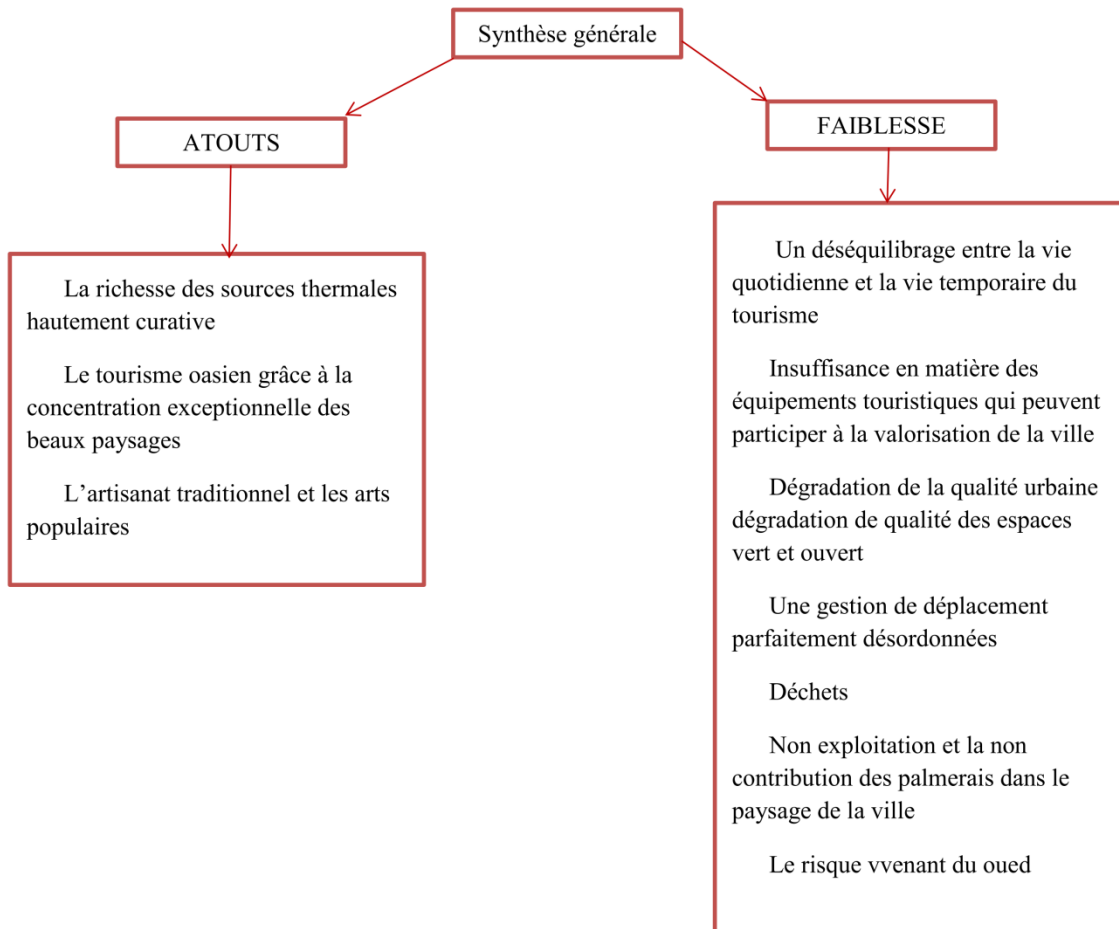 Synthèse générale
ATOUTS
FAIBLESSE
La richesse des sources thermales
hautement curative
Le tourisme oasien grâce à la
concentration exceptionnelle des
beaux paysages
L’artisanat traditionnel et les arts
populaires
Un déséquilibrage entre la vie
quotidienne et la vie temporaire du
tourisme
Insuffisance en matière des
équipements touristiques qui peuvent
participer à la valorisation de la ville
Dégradation de la qualité urbaine
dégradation de qualité des espaces
vert et ouvert
Une gestion de déplacement
parfaitement désordonnées
Déchets
Non exploitation et la non
contribution des palmerais dans le
paysage de la ville
Le risque vvenant du oued